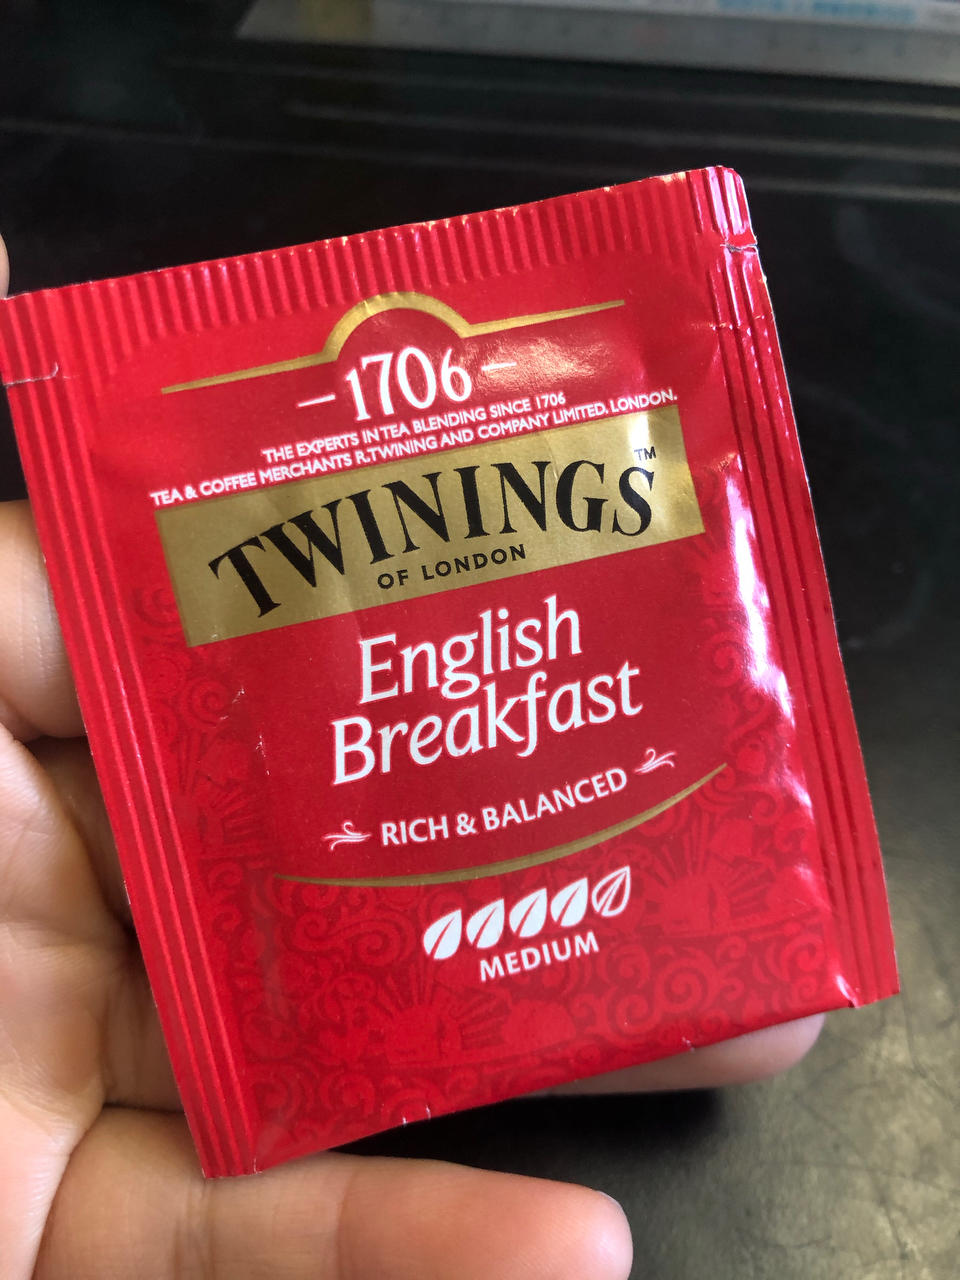 1706
THE EXPERTS IN TEA BLENDING SINCE 1706
TEA & COFFEE MERCHANTS R.TWINING AND COMPANY LIMITED. LONDON.
TWININGS™
OF LONDON
English
Breakfast
RICH & BALANCED
MEDIUM